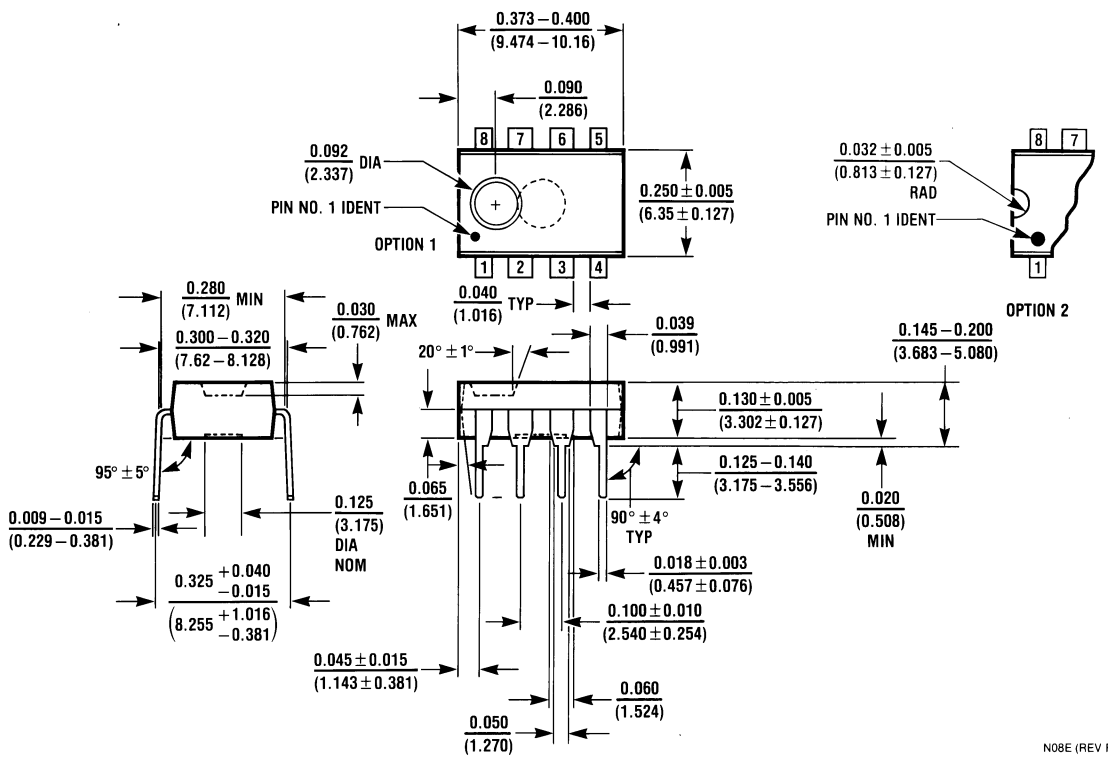 0.373 – 0.400
(9.474 – 10.16)
0.090
(2.286)
8 7 6 5
0.092 DIA
(2.337)
PIN NO. 1 IDENT
OPTION 1
0.250 ± 0.005
(6.35 ± 0.127)
1 2 3 4
0.032 ± 0.005
(0.813 ± 0.127)
RAD
PIN NO. 1 IDENT
8 7
1
OPTION 2
0.280 MIN
(7.112)
0.030 MAX
(0.762)
0.300 – 0.320
(7.62 – 8.128)
0.040 TYP
(1.016)
0.039
(0.991)
20° ± 1°
0.145 – 0.200
(3.683 – 5.080)
0.130 ± 0.005
(3.302 ± 0.127)
0.125 – 0.140
(3.175 – 3.556)
0.020
(0.508)
MIN
95° ± 5°
0.065
(1.651)
90° ± 4°
TYP
0.009 – 0.015
(0.229 – 0.381)
0.125
(3.175)
DIA
NOM
0.018 ± 0.003
(0.457 ± 0.076)
0.325 +0.040
–0.015
(8.255 +1.016
–0.381)
0.100 ± 0.010
(2.540 ± 0.254)
0.045 ± 0.015
(1.143 ± 0.381)
0.060
(1.524)
0.050
(1.270)
N08E (REV